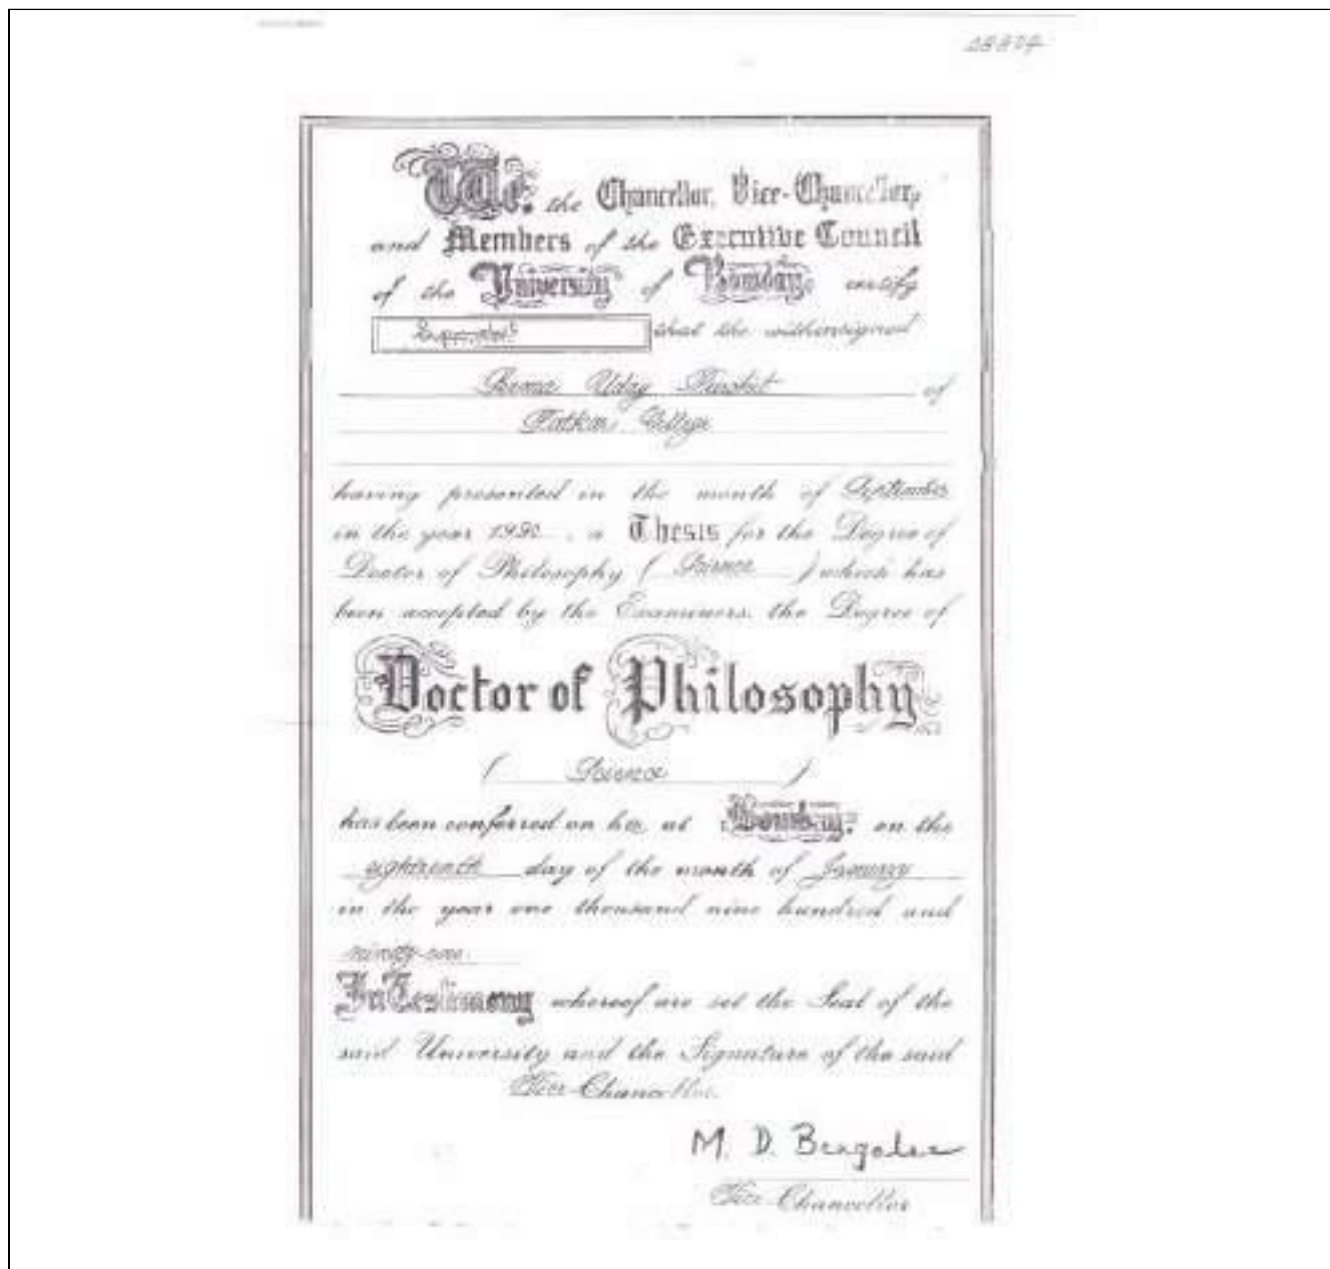 We, the Chancellor, Vice-Chancellor,
and Members of the Executive Council
of the University of Bombay, certify
that the withinsigned
Uday Purohit of
Patkar College
having presented in the month of September
in the year 1990, a Thesis for the Degree of
Doctor of Philosophy ( Science ) which has
been accepted by the Examiners, the Degree of
Doctor of Philosophy
( Science )
has been conferred on her at Bombay, on the
eighteenth day of the month of January
in the year one thousand nine hundred and
ninety-one.
In Testimony whereof are set the Seal of the
said University and the Signature of the said
Vice-Chancellor.
M. D. Bengalee
Vice-Chancellor